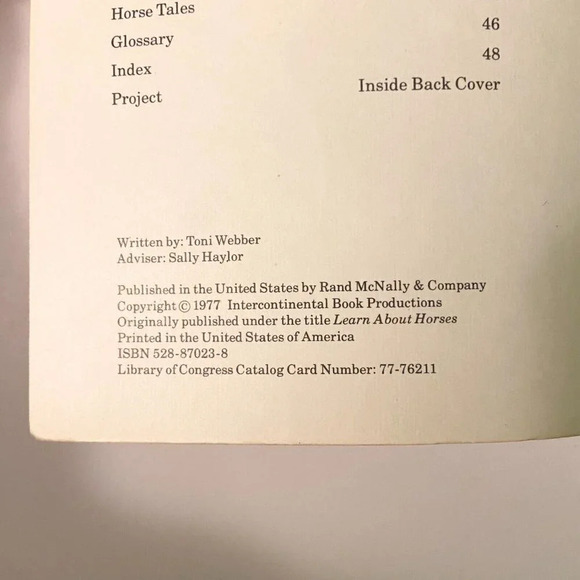 Horse Tales
Glossary 46
Index 48
Project Inside Back Cover
Written by: Toni Webber
Adviser: Sally Haylor
Published in the United States by Rand McNally & Company
Copyright © 1977 Intercontinental Book Productions
Originally published under the title Learn About Horses
Printed in the United States of America
ISBN 528-87023-8
Library of Congress Catalog Card Number: 77-76211